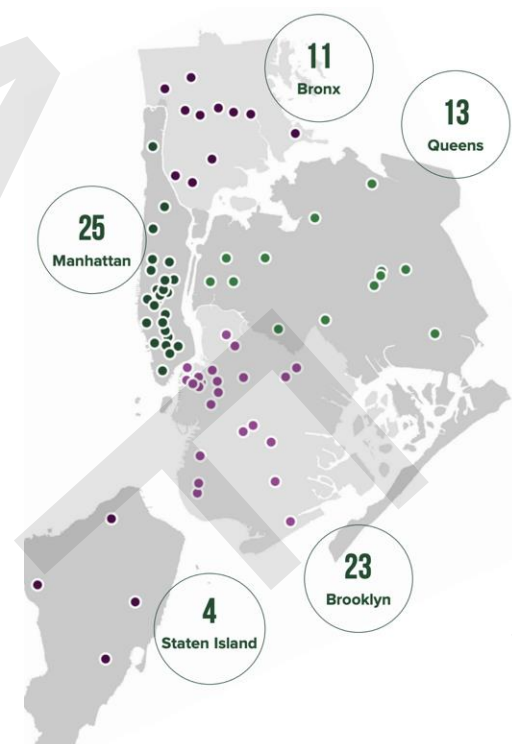 11
Bronx
13
Queens
25
Manhattan
23
Brooklyn
4
Staten Island